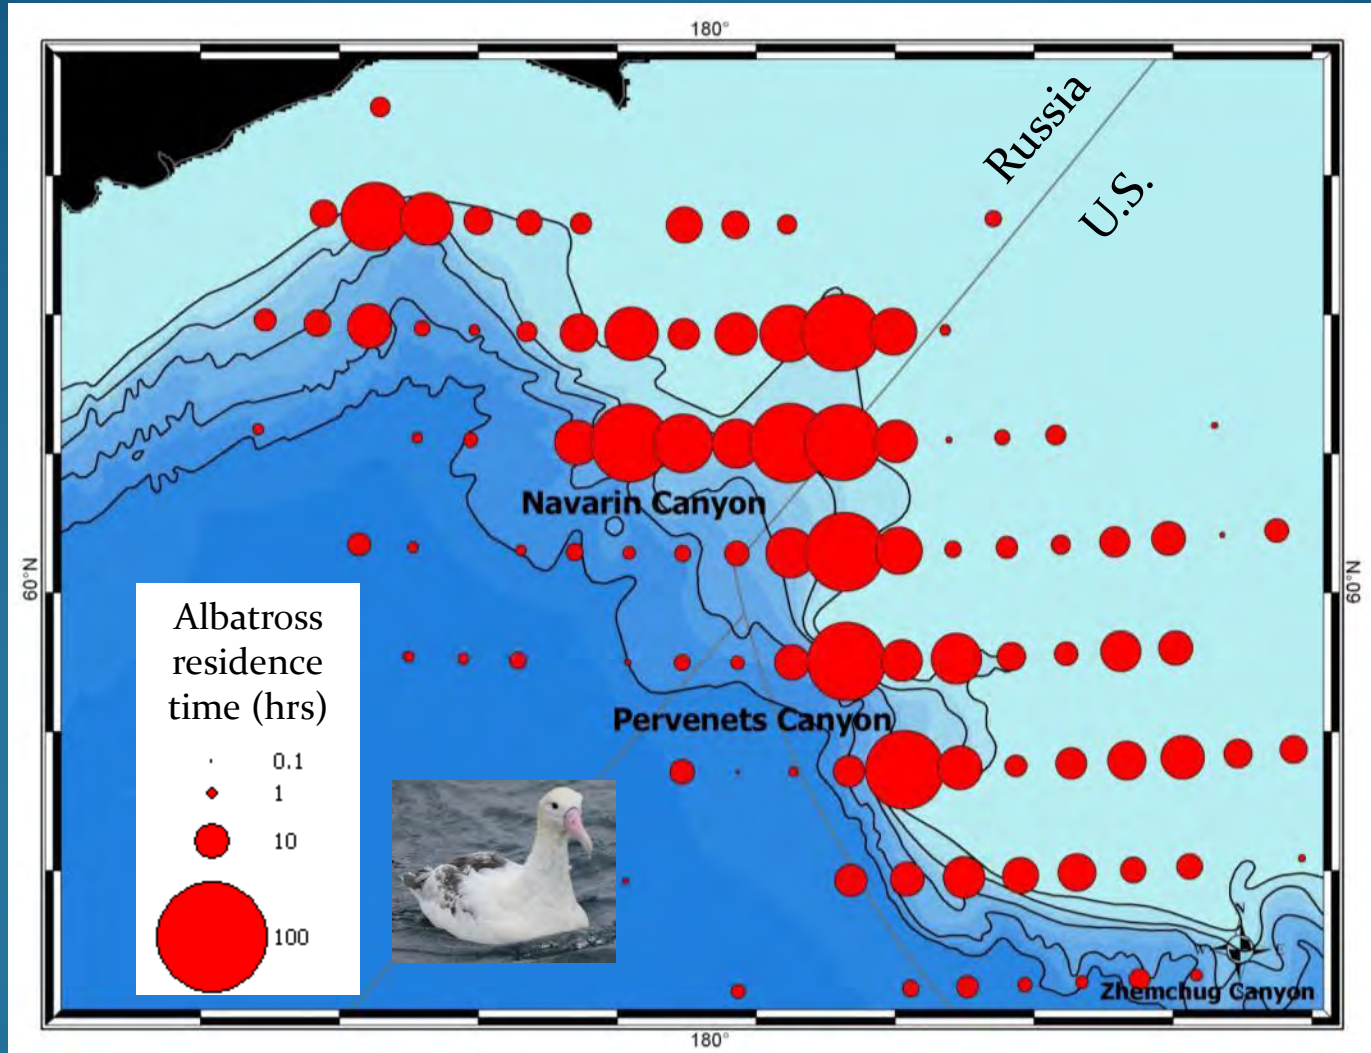 180°
Russia
U.S.
Navarin Canyon
60°N
60°N
Albatross
residence
time (hrs)
0.1
1
10
100
Pervenets Canyon
Zhemchug Canyon
180°